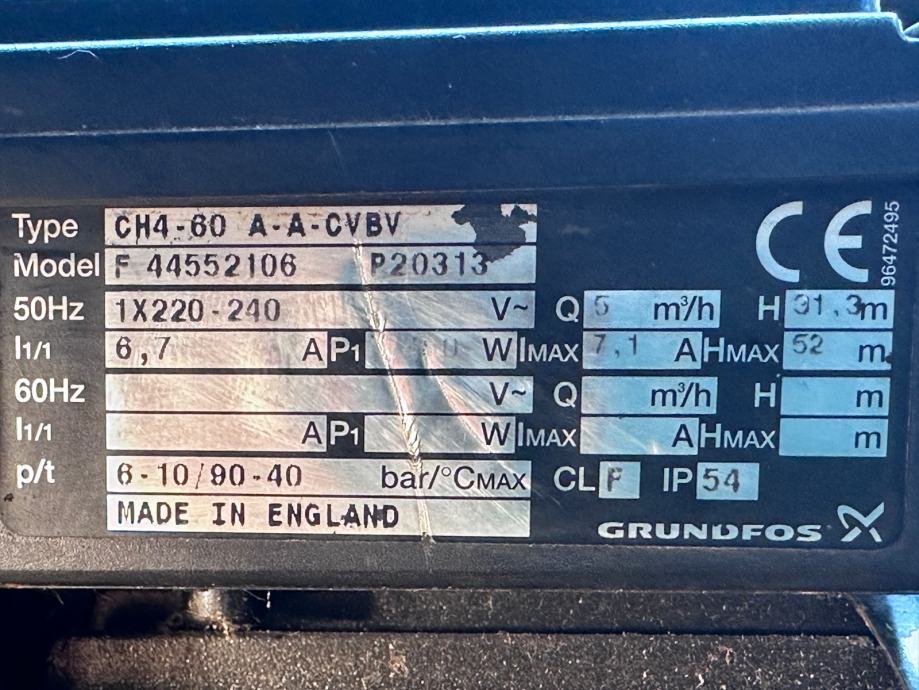 Type CH4-60 A-A-CVBV
Model F 44552106 P20313
50Hz 1X220-240 V~ Q 5 m³/h H 31,3m
I1/1 6,7 A P1 W IMAX 7,1 A HMAX 52 m
60Hz V~ Q m³/h H m
I1/1 A P1 W IMAX A HMAX m
p/t 6-10/90-40 bar/°CMAX CL F IP 54
MADE IN ENGLAND
GRUNDFOS
CE
96472495